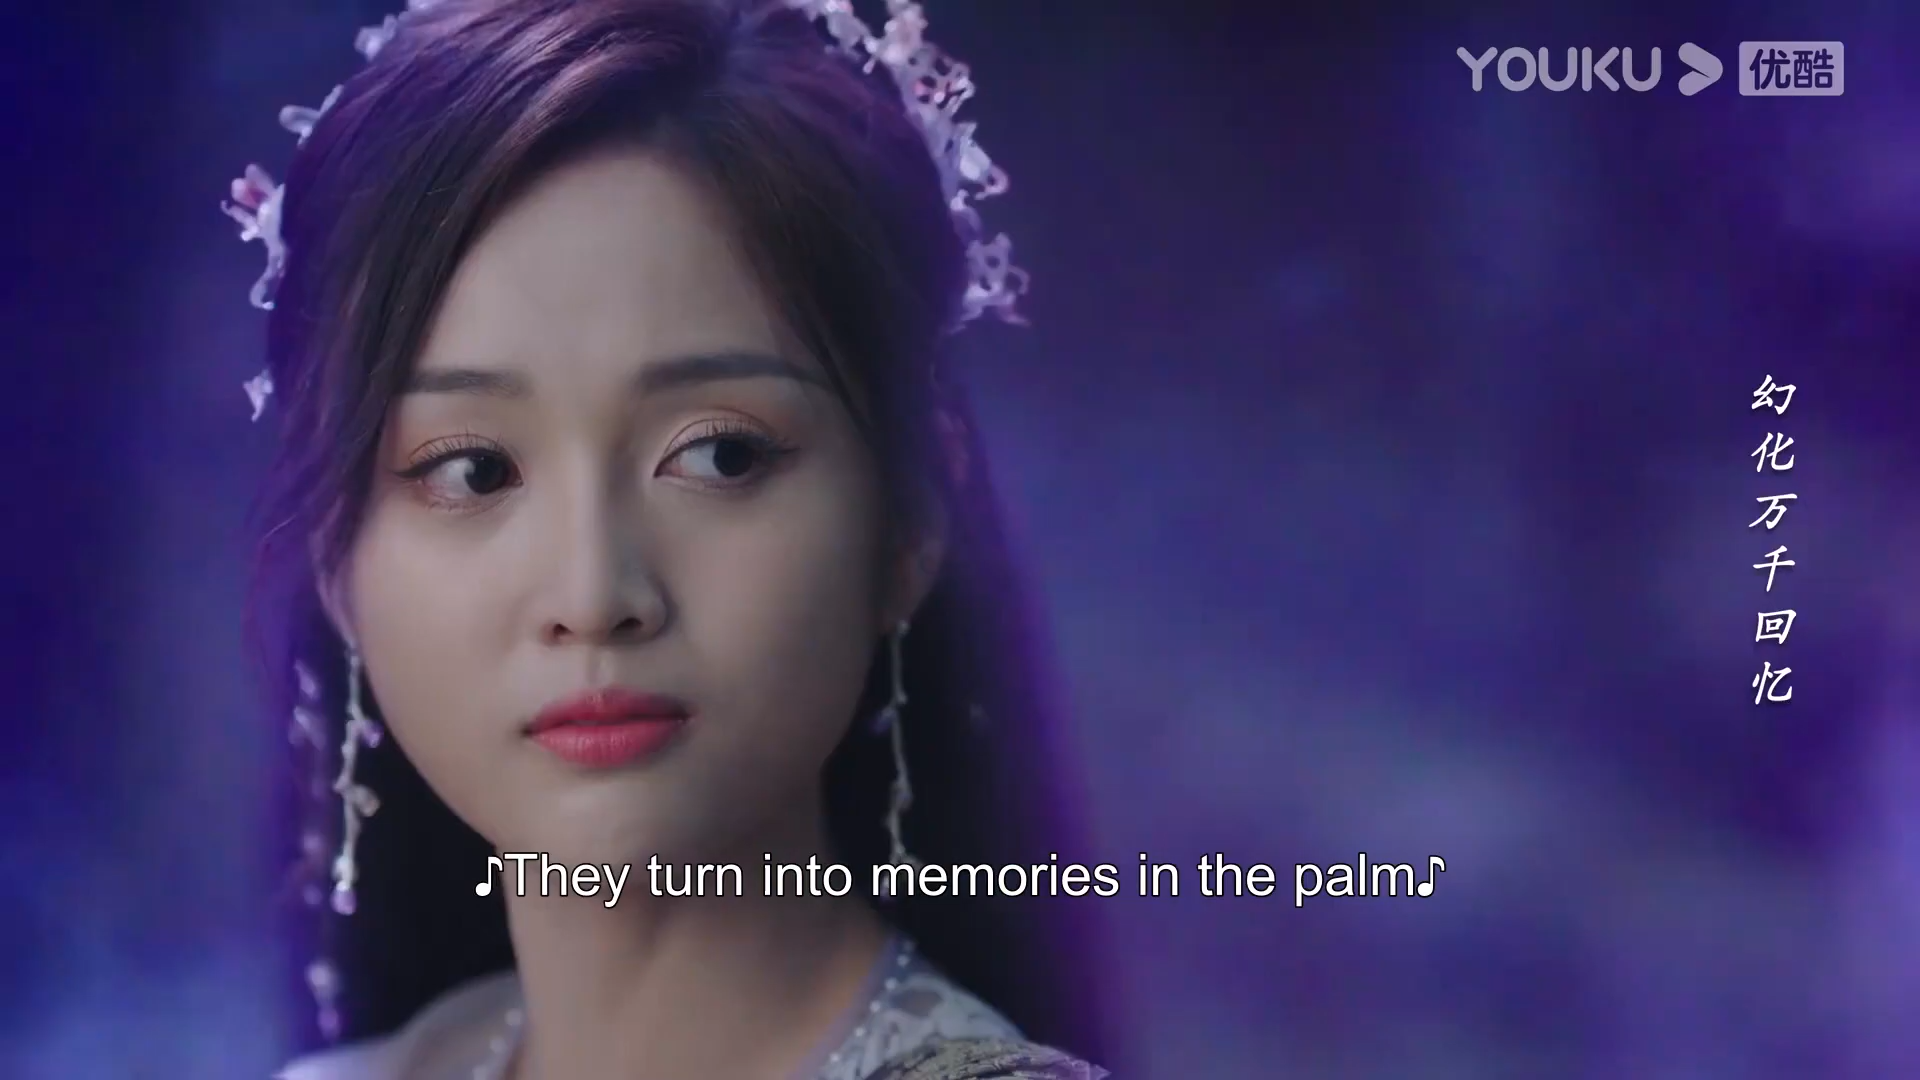 YOUKU 优酷
幻化万千回忆
♪They turn into memories in the palm♪